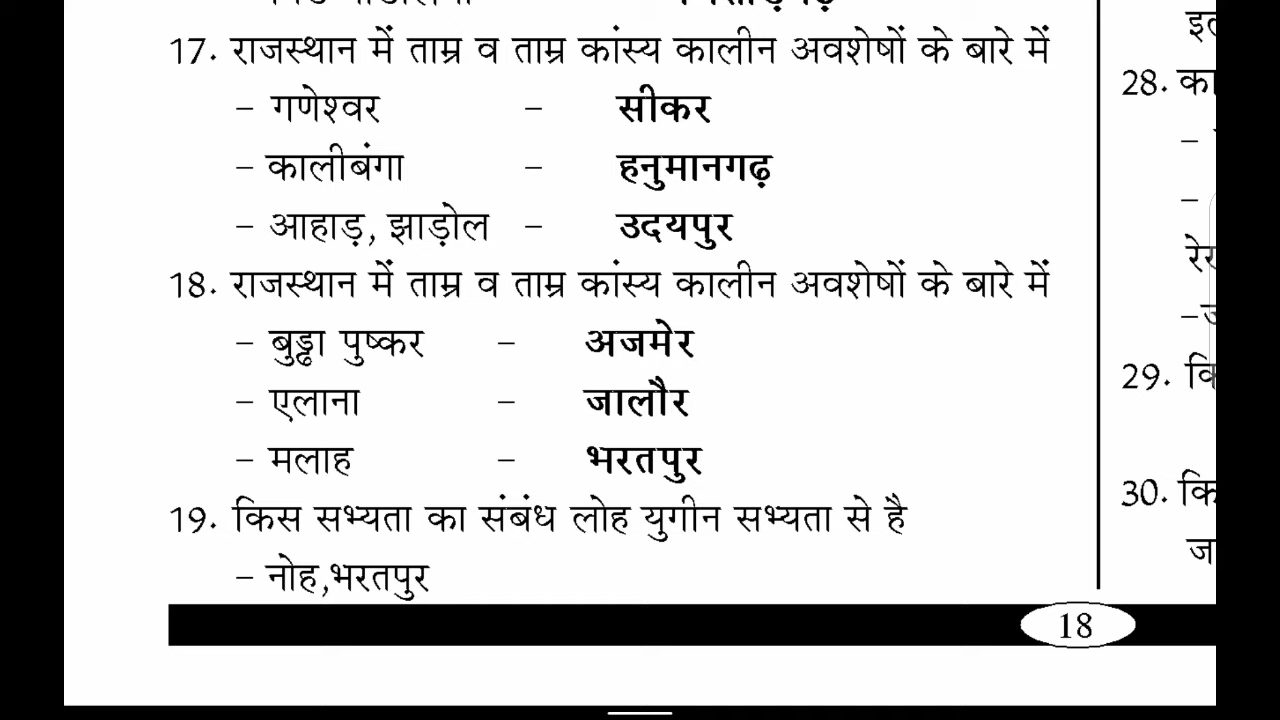 17. राजस्थान में ताम्र व ताम्र कांस्य कालीन अवशेषों के बारे में
– गणेश्वर – सीकर
– कालीबंगा – हनुमानगढ़
– आहाड़, झाड़ोल – उदयपुर
18. राजस्थान में ताम्र व ताम्र कांस्य कालीन अवशेषों के बारे में
– बुड्ढा पुष्कर – अजमेर
– एलाना – जालौर
– मलाह – भरतपुर
19. किस सभ्यता का संबंध लोह युगीन सभ्यता से है
– नोह,भरतपुर
18
28. का
29.
30.